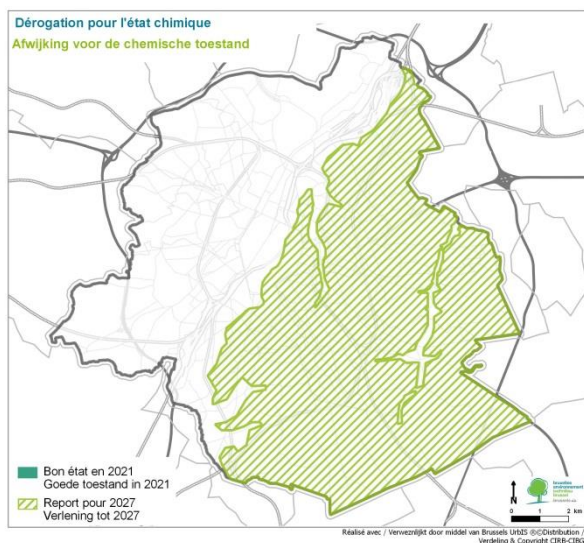 Dérogation pour l'état chimique
Afwijking voor de chemische toestand
Bon état en 2021
Goede toestand in 2021
Report pour 2027
Verlening tot 2027
N
0 1 2 km
Réalisé avec / Verweznlijkt door middel van Brussels UrbIS ®©Distribution /
Verdeling & Copyright CIRB-CIBG